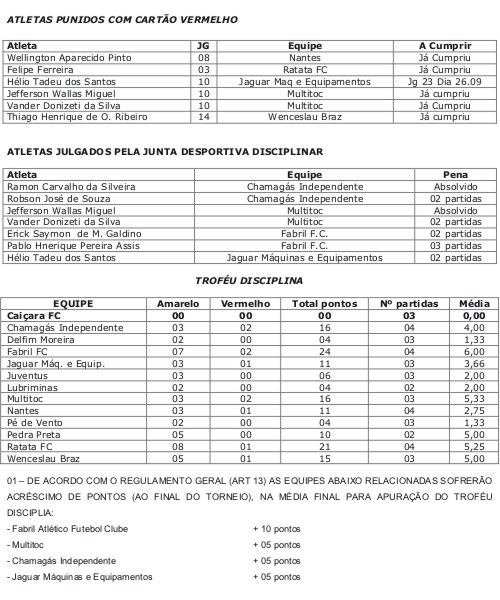 ATLETAS PUNIDOS COM CARTÃO VERMELHO
Atleta JG Equipe A Cumprir
Wellington Aparecido Pinto 08 Nantes Já Cumpriu
Felipe Ferreira 03 Ratata FC Já Cumpriu
Hélio Tadeu dos Santos 10 Jaguar Maq e Equipamentos Jg 23 Dia 26.09
Jefferson Wallas Miguel 10 Multitoc Já cumpriu
Vander Donizeti da Silva 10 Multitoc Já Cumpriu
Thiago Henrique de O. Ribeiro 14 Wenceslau Braz Já cumpriu
ATLETAS JULGADOS PELA JUNTA DESPORTIVA DISCIPLINAR
Atleta Equipe Pena
Ramon Carvalho da Silveira Chamagás Independente Absolvido
Robson José de Souza Chamagás Independente 02 partidas
Jefferson Wallas Miguel Multitoc Absolvido
Vander Donizeti da Silva Multitoc 02 partidas
Erick Saymon de M. Galdino Fabril F.C. 02 partidas
Pablo Hnerique Pereira Assis Fabril F.C. 03 partidas
Hélio Tadeu dos Santos Jaguar Máquinas e Equipamentos 02 partidas
TROFÉU DISCIPLINA
EQUIPE Amarelo Vermelho Total pontos Nº partidas Média
Caiçara FC 00 00 00 03 0,00
Chamagás Independente 03 02 16 04 4,00
Delfim Moreira 02 00 04 03 1,33
Fabril FC 07 02 24 04 6,00
Jaguar Máq. e Equip. 03 01 11 03 3,66
Juventus 03 00 06 03 2,00
Lubriminas 02 00 04 02 2,00
Multitoc 03 02 16 03 5,33
Nantes 03 01 11 04 2,75
Pé de Vento 02 00 04 03 1,33
Pedra Preta 05 00 10 02 5,00
Ratata FC 08 01 21 04 5,25
Wenceslau Braz 05 01 15 03 5,00
01 – DE ACORDO COM O REGULAMENTO GERAL (ART 13) AS EQUIPES ABAIXO RELACIONADAS SOFRERÃO
ACRÉSCIMO DE PONTOS (AO FINAL DO TORNEIO), NA MÉDIA FINAL PARA APURAÇÃO DO TROFÉU
DISCIPLIA:
- Fabril Atlético Futebol Clube + 10 pontos
- Multitoc + 05 pontos
- Chamagás Independente + 05 pontos
- Jaguar Máquinas e Equipamentos + 05 pontos